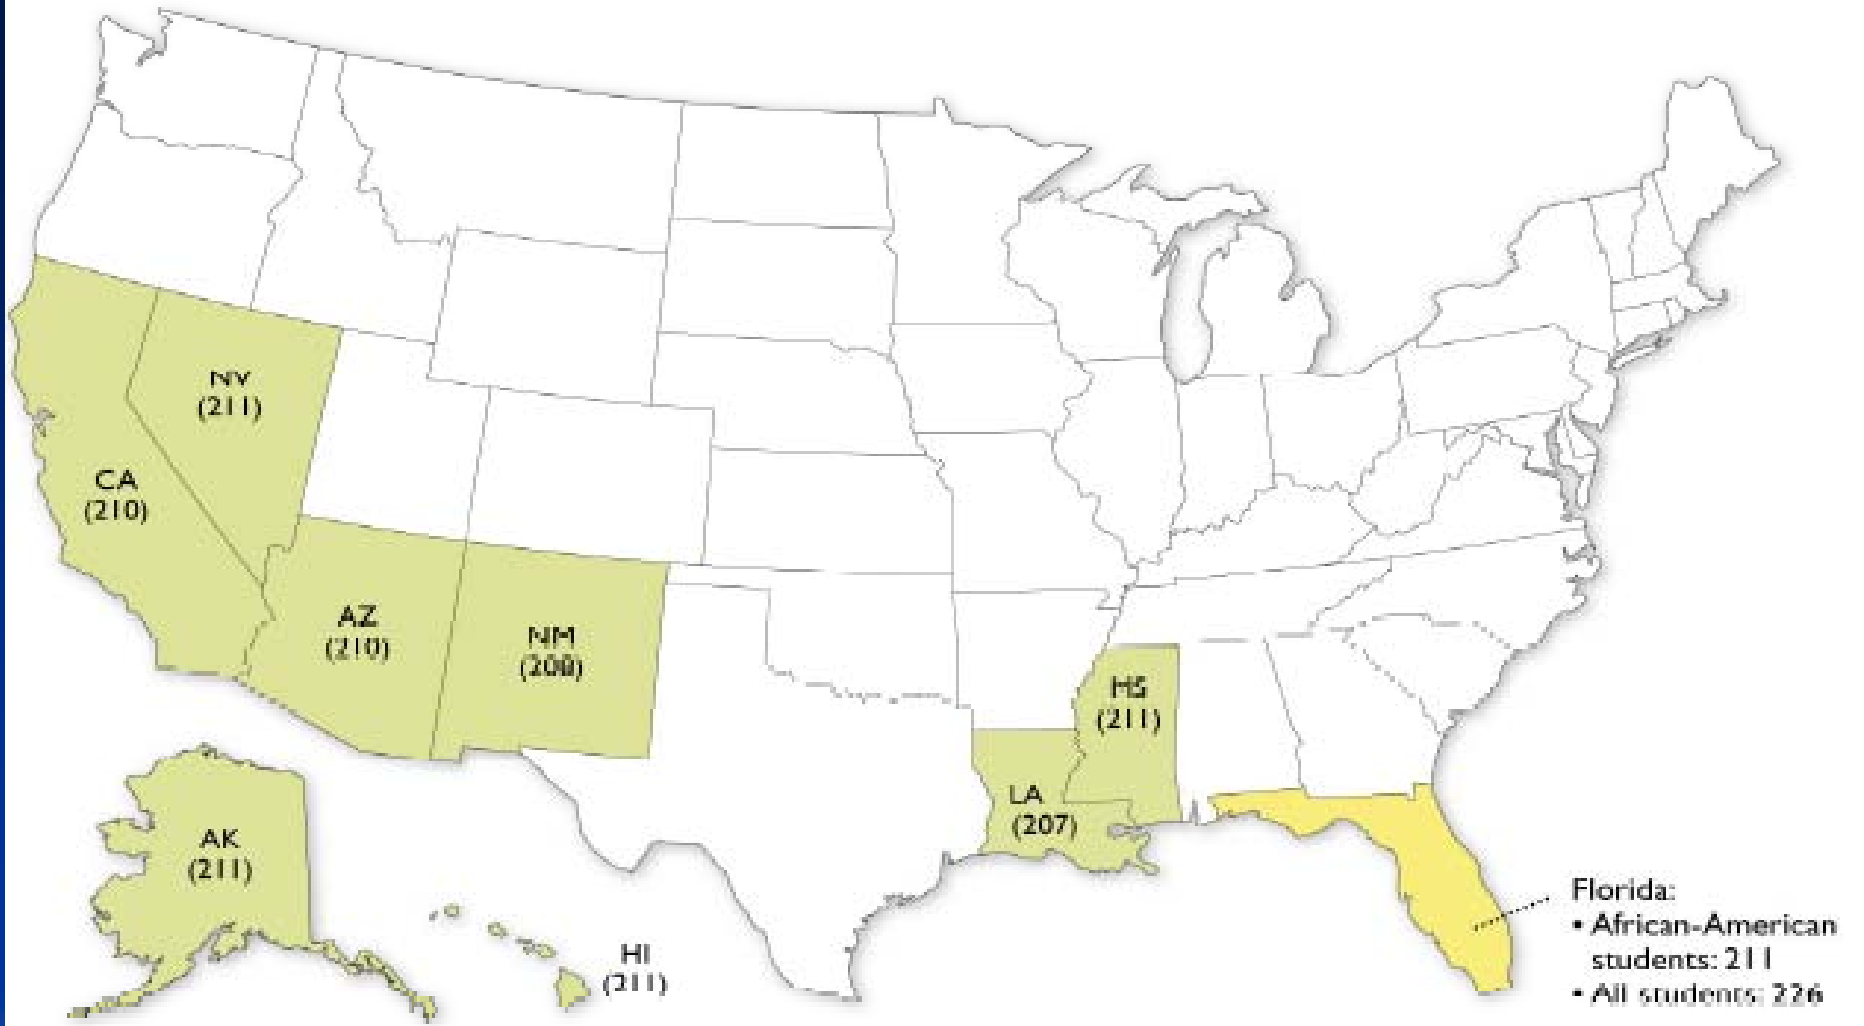 NV
(211)
CA
(210)
AZ
(210)
NM
(208)
MS
(211)
LA
(207)
AK
(211)
HI
(211)
Florida:
• African-American
students: 211
• All students: 226